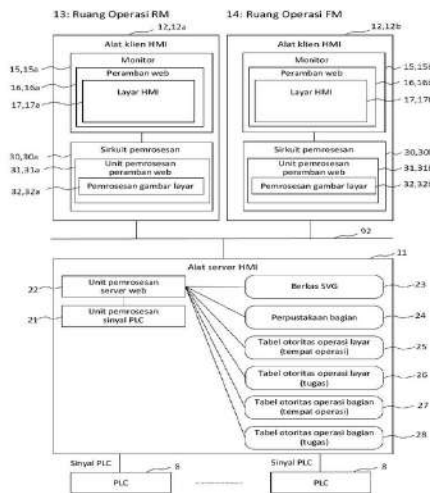 13: Ruang Operasi RM
12,12a
Alat klien HMI
Monitor
15,15a
Peramban web
16,16a
Layar HMI
17,17a
Sirkuit pemrosesan
30,30a
Unit pemrosesan
peramban web
31,31a
Pemrosesan gambar layar
32,32a
14: Ruang Operasi FM
12,12b
Alat klien HMI
Monitor
15,15
Peramban web
16,16
Layar HMI
17,17
Sirkuit pemrosesan
30,30
Unit pemrosesan
peramban web
31,31
Pemrosesan gambar layar
32,32
92
11
Alat server HMI
22
Unit pemrosesan
server web
21
Unit pemrosesan
sinyal PLC
Berkas SVG
23
Perpustakaan bagian
24
Tabel otoritas operasi layar
(tempat operasi)
25
Tabel otoritas operasi layar
(tugas)
26
Tabel otoritas operasi bagian
(tempat operasi)
27
Tabel otoritas operasi bagian
(tugas)
28
Sinyal PLC
8
PLC
Sinyal PLC
8
PLC